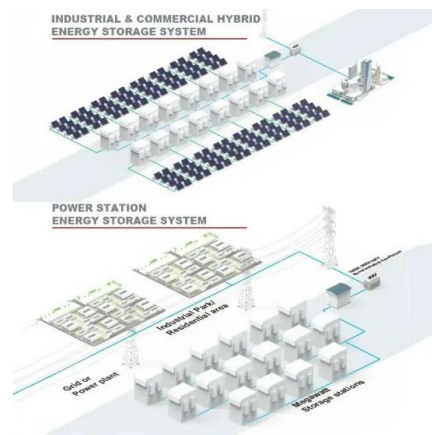 INDUSTRIAL & COMMERCIAL HYBRID
ENERGY STORAGE SYSTEM
POWER STATION
ENERGY STORAGE SYSTEM
Industrial Park/
Residential area
Grid or
Power plant
Megawatt
Storage stations